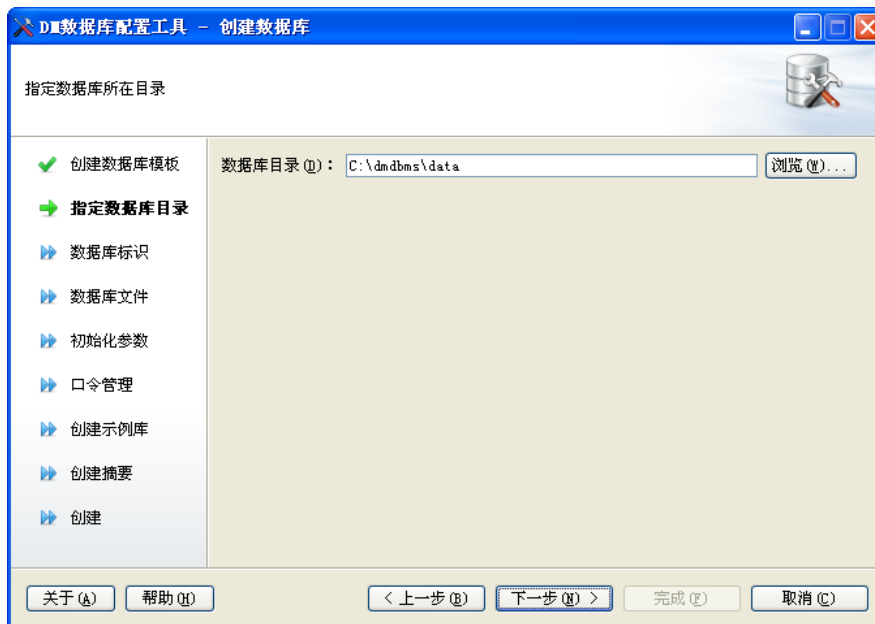 DM数据库配置工具 - 创建数据库
指定数据库所在目录
创建数据库模板
指定数据库目录
数据库标识
数据库文件
初始化参数
口令管理
创建示例库
创建摘要
创建
数据库目录(D)： C:\dmdbms\data 浏览(W)...
关于(A) 帮助(H) < 上一步(B) 下一步(N) > 完成(F) 取消(C)